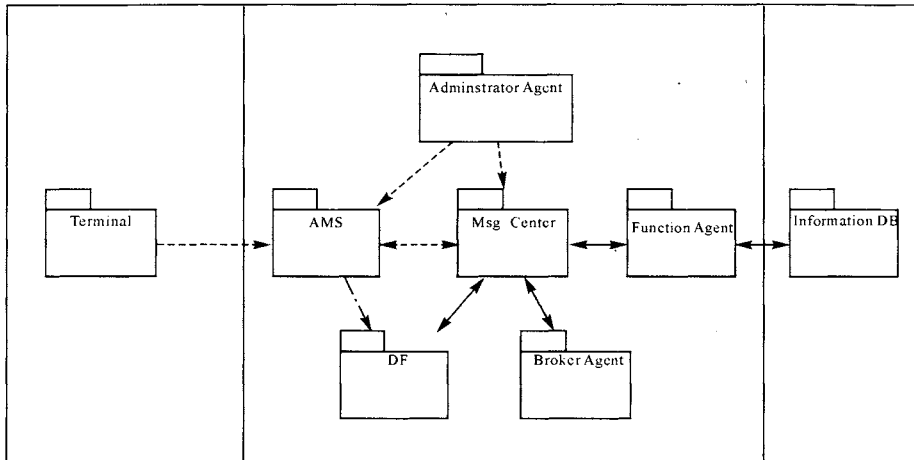 Adminstrator Agent
Terminal
AMS
Msg Center
Function Agent
Information DB
DF
Broker Agent